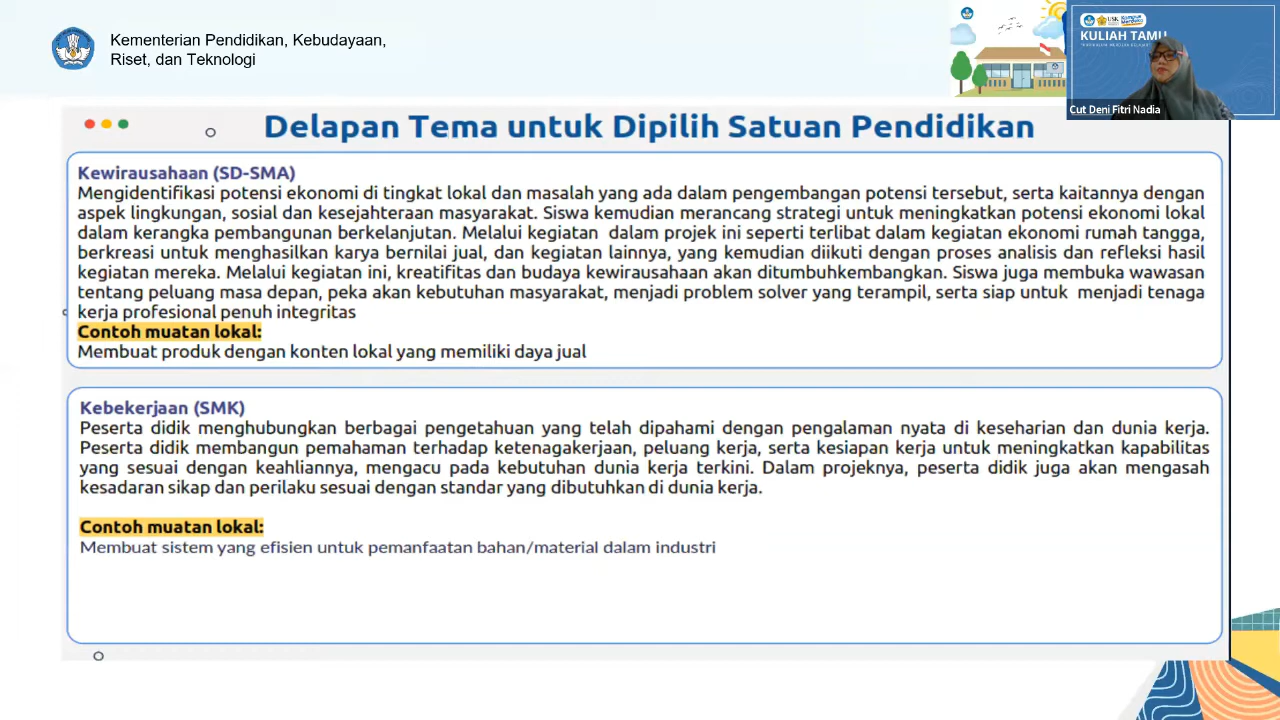 Kementerian Pendidikan, Kebudayaan,
Riset, dan Teknologi
USK
Kampus
Merdeka
KULIAH TAMU
Cut Deni Fitri Nadia
Delapan Tema untuk Dipilih Satuan Pendidikan
Kewirausahaan (SD-SMA)
Mengidentifikasi potensi ekonomi di tingkat lokal dan masalah yang ada dalam pengembangan potensi tersebut, serta kaitannya dengan
aspek lingkungan, sosial dan kesejahteraan masyarakat. Siswa kemudian merancang strategi untuk meningkatkan potensi ekonomi lokal
dalam kerangka pembangunan berkelanjutan. Melalui kegiatan dalam projek ini seperti terlibat dalam kegiatan ekonomi rumah tangga,
berkreasi untuk menghasilkan karya bernilai jual, dan kegiatan lainnya, yang kemudian diikuti dengan proses analisis dan refleksi hasil
kegiatan mereka. Melalui kegiatan ini, kreatifitas dan budaya kewirausahaan akan ditumbuhkembangkan. Siswa juga membuka wawasan
tentang peluang masa depan, peka akan kebutuhan masyarakat, menjadi problem solver yang terampil, serta siap untuk menjadi tenaga
kerja profesional penuh integritas
Contoh muatan lokal:
Membuat produk dengan konten lokal yang memiliki daya jual
Kebekerjaan (SMK)
Peserta didik menghubungkan berbagai pengetahuan yang telah dipahami dengan pengalaman nyata di keseharian dan dunia kerja.
Peserta didik membangun pemahaman terhadap ketenagakerjaan, peluang kerja, serta kesiapan kerja untuk meningkatkan kapabilitas
yang sesuai dengan keahliannya, mengacu pada kebutuhan dunia kerja terkini. Dalam projeknya, peserta didik juga akan mengasah
kesadaran sikap dan perilaku sesuai dengan standar yang dibutuhkan di dunia kerja.
Contoh muatan lokal:
Membuat sistem yang efisien untuk pemanfaatan bahan/material dalam industri